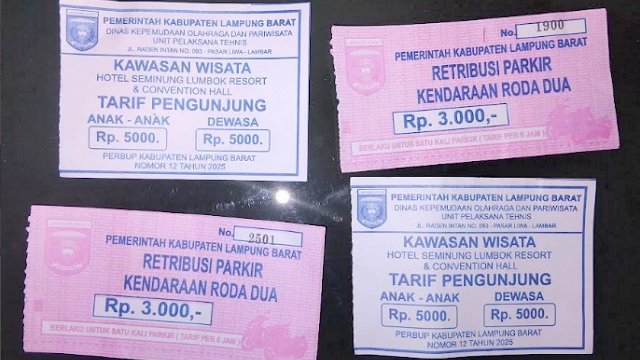 PEMERINTAH KABUPATEN LAMPUNG BARAT
DINAS KEPEMUDAAN OLAHRAGA DAN PARIWISATA
UNIT PELAKSANA TEHNIS
JL. RADEN INTAN NO. 093 - PASAR LIWA - LAMBAR
KAWASAN WISATA
HOTEL SEMINUNG LUMBOK RESORT
& CONVENTION HALL
TARIF PENGUNJUNG
ANAK - ANAK DEWASA
Rp. 5000. Rp. 5000.
PERBUP KABUPATEN LAMPUNG BARAT
NOMOR 12 TAHUN 2025
No. 1900
PEMERINTAH KABUPATEN LAMPUNG BARAT
RETRIBUSI PARKIR
KENDARAAN RODA DUA
Rp. 3.000,-
BERLAKU UNTUK SATU KALI PARKIR ( TARIF PER 8 JAM )
No. 2501
PEMERINTAH KABUPATEN LAMPUNG BARAT
RETRIBUSI PARKIR
KENDARAAN RODA DUA
Rp. 3.000,-
BERLAKU UNTUK SATU KALI PARKIR ( TARIF PER 8 JAM )
PEMERINTAH KABUPATEN LAMPUNG BARAT
DINAS KEPEMUDAAN OLAHRAGA DAN PARIWISATA
UNIT PELAKSANA TEHNIS
JL. RADEN INTAN NO. 093 - PASAR LIWA - LAMBAR
KAWASAN WISATA
HOTEL SEMINUNG LUMBOK RESORT
& CONVENTION HALL
TARIF PENGUNJUNG
ANAK - ANAK DEWASA
Rp. 5000. Rp. 5000.
PERBUP KABUPATEN LAMPUNG BARAT
NOMOR 12 TAHUN 2025